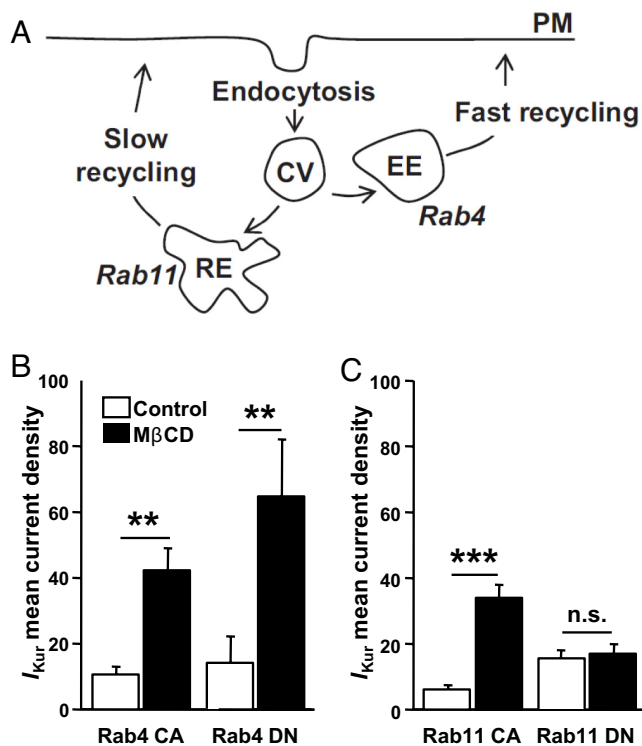 A
PM
Endocytosis
Fast recycling
Slow
recycling
CV
EE
Rab4
Rab11
RE
B
I_Kur mean current density
100
80
60
40
20
0
Control
MβCD
**
**
Rab4 CA
Rab4 DN
C
I_Kur mean current density
100
80
60
40
20
0
***
n.s.
Rab11 CA
Rab11 DN